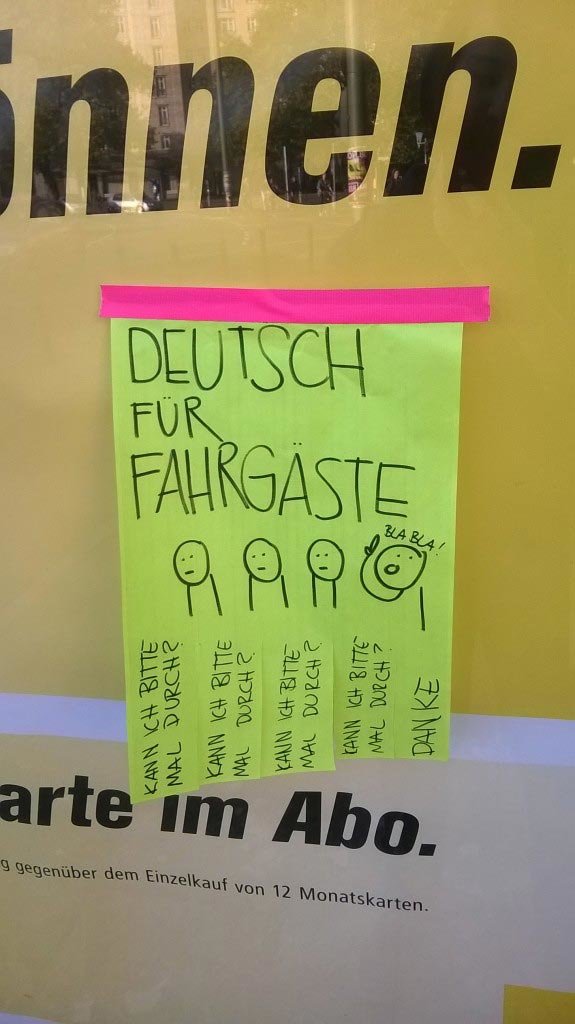 önnen.
DEUTSCH
FÜR
FAHRGÄSTE
BLA BLA!
KANN ICH BITTE
MAL DURCH?
KANN ICH BITTE
MAL DURCH?
KANN ICH BITTE
MAL DURCH?
KANN ICH BITTE
MAL DURCH?
DANKE
arte im Abo.
g gegenüber dem Einzelkauf von 12 Monatskarten.